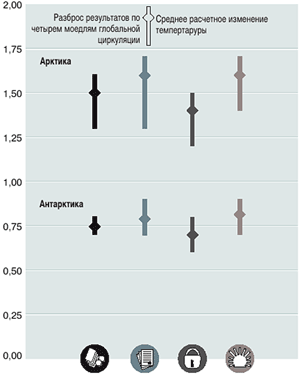 2,00
Разброс результатов по
четырем моедлям глобальной
циркуляции
Среднее расчетное изменение
темпертаруры
1,75
Арктика
1,50
1,25
1,00
Антарктика
0,75
0,50
0,25
0,00